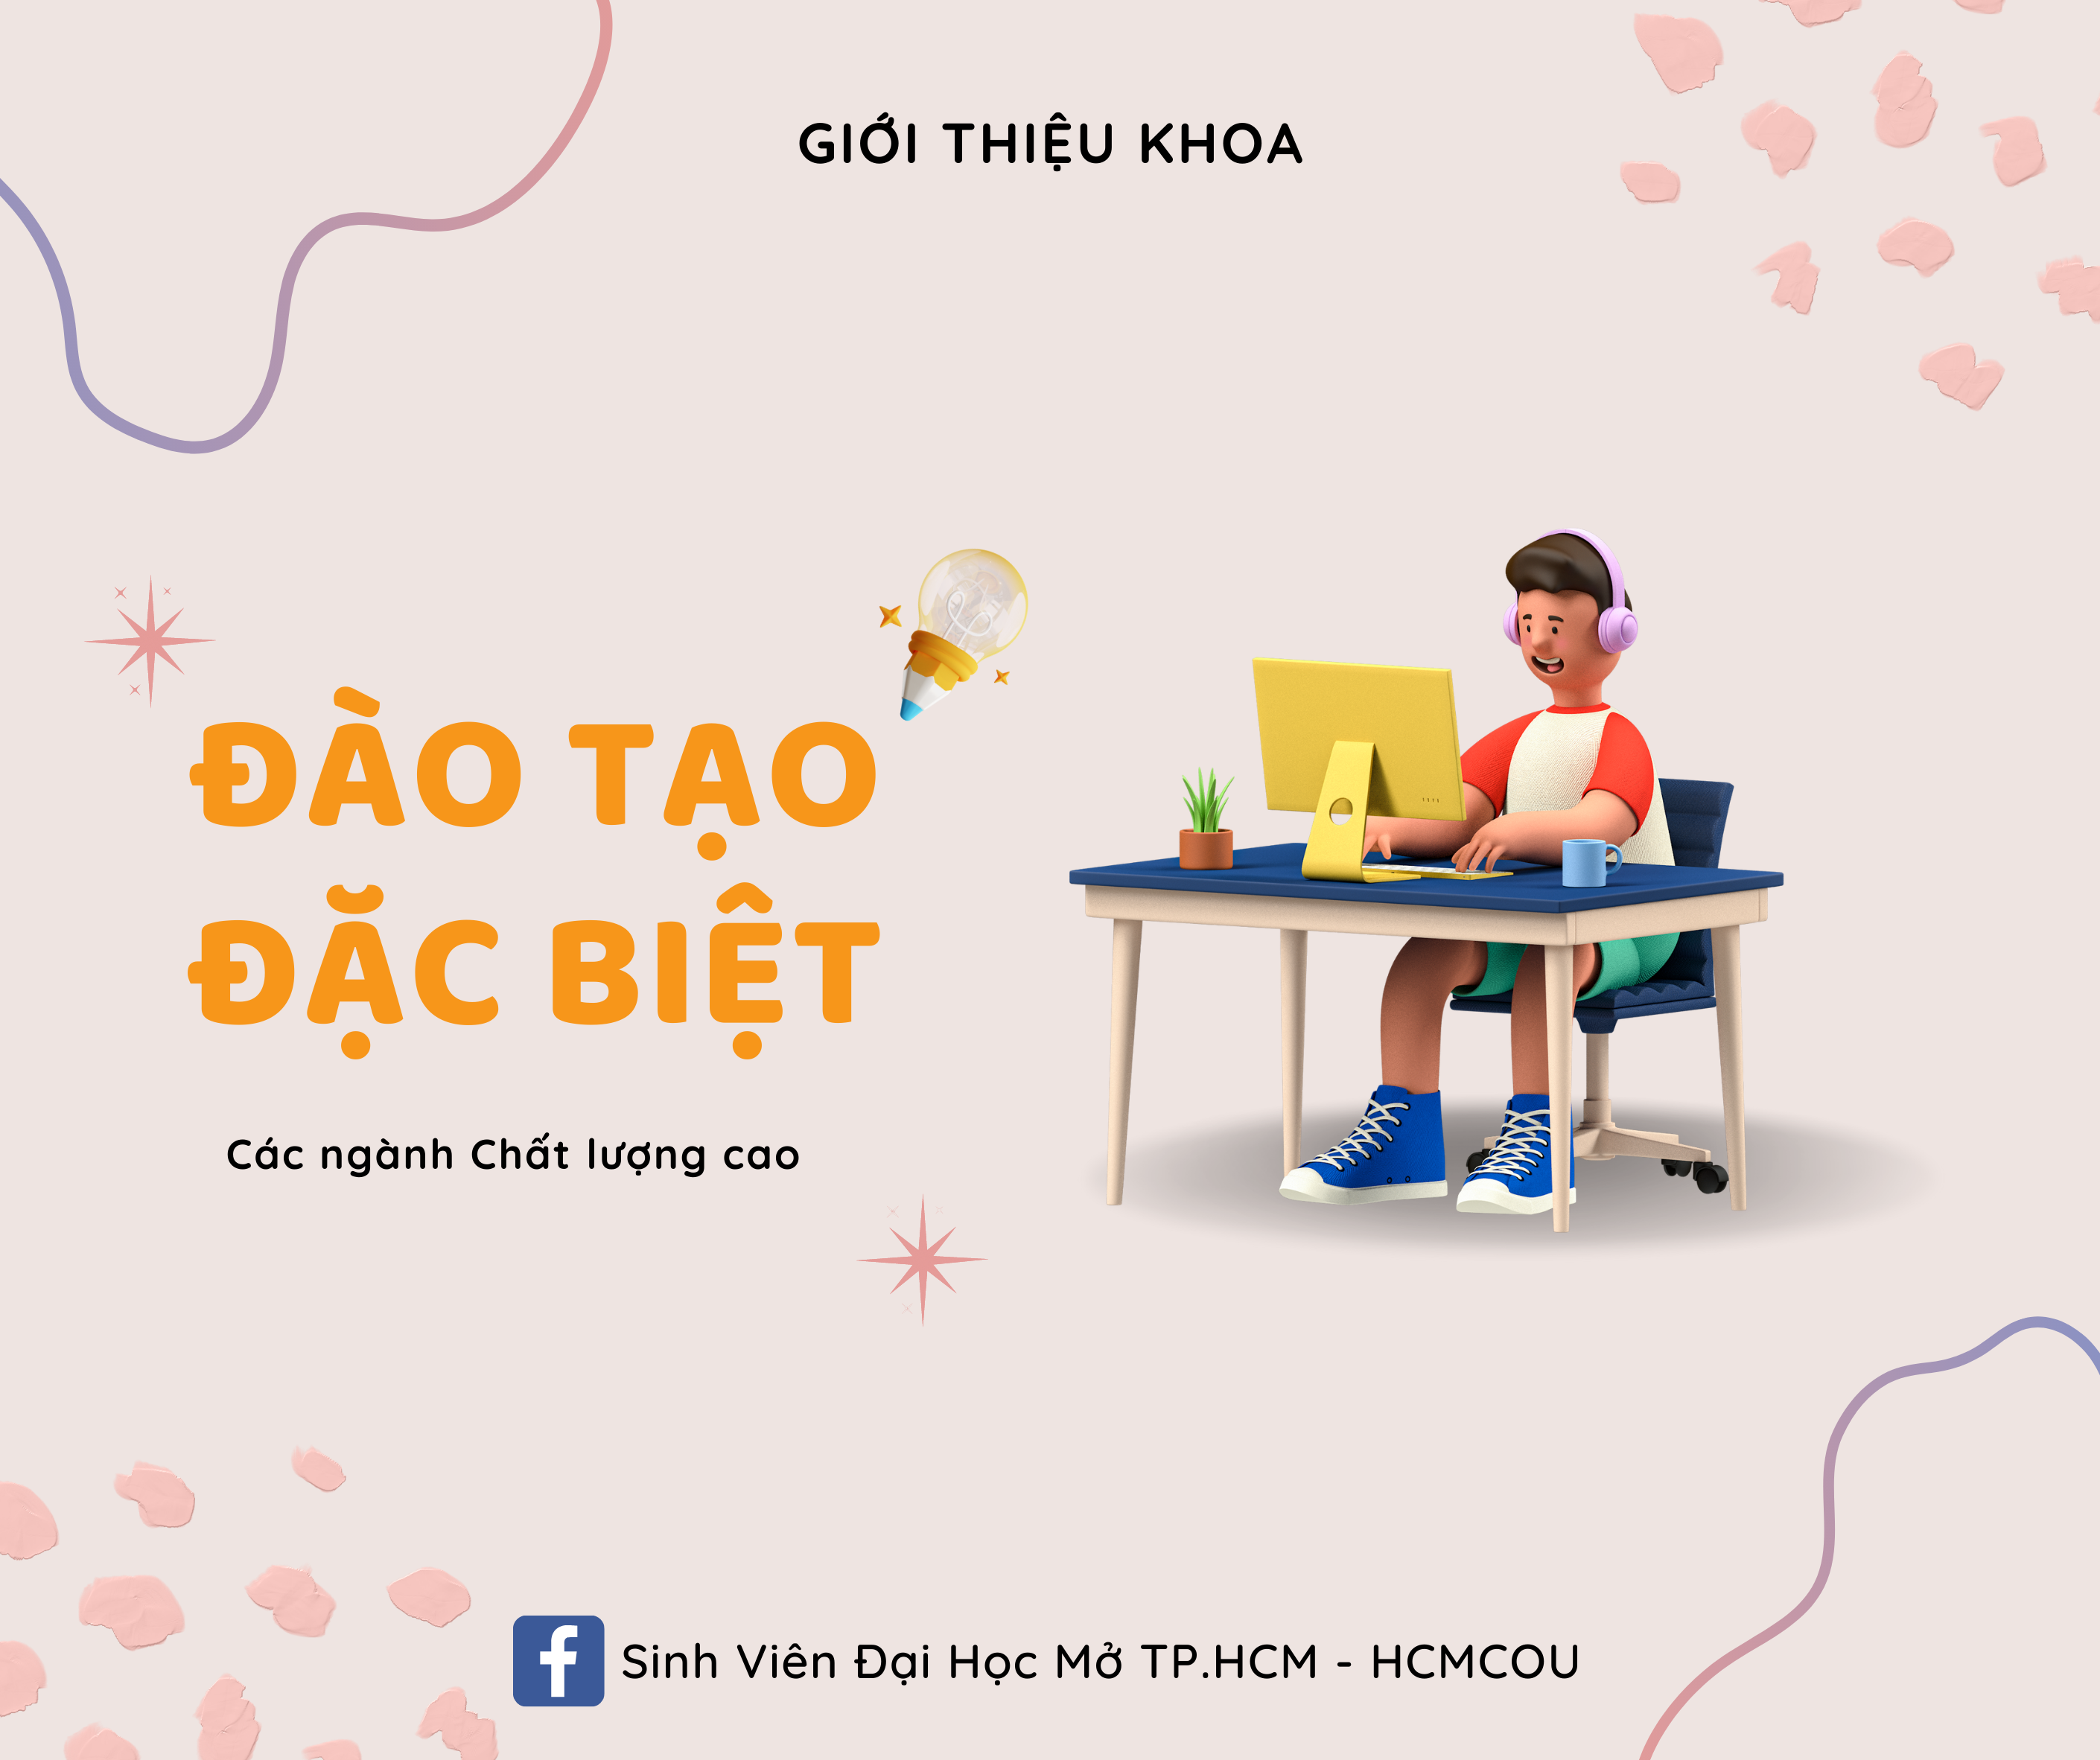 GIỚI THIỆU KHOA
ĐÀO TẠO
ĐẶC BIỆT
Các ngành Chất lượng cao
Sinh Viên Đại Học Mở TP.HCM - HCMCOU